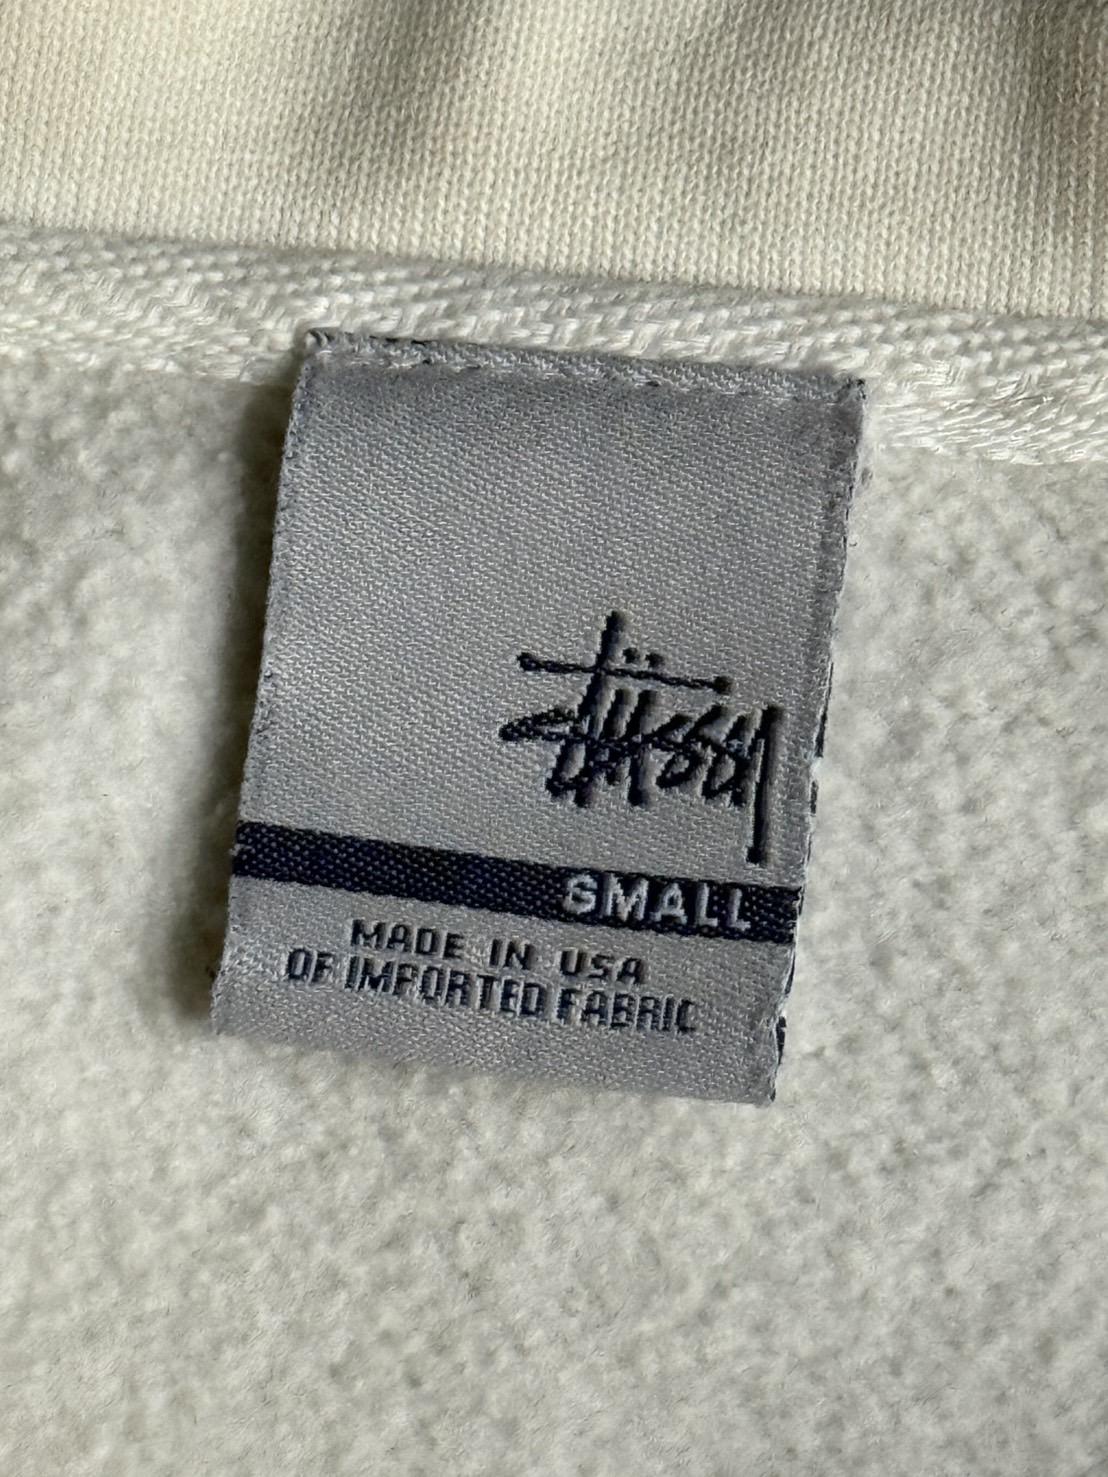 Stüssy
SMALL
MADE IN USA
OF IMPORTED FABRIC